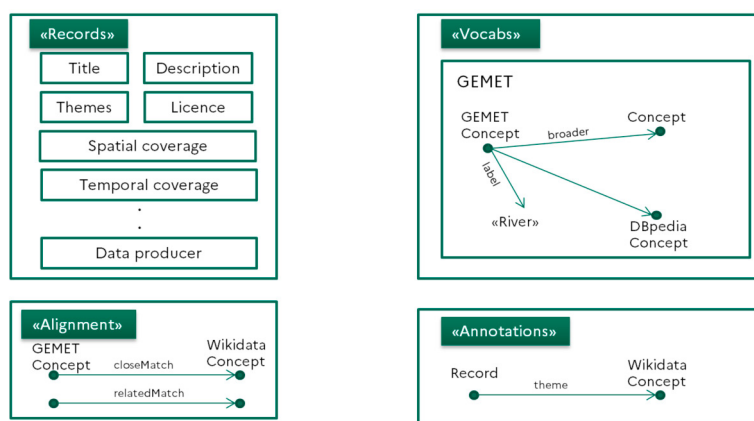 «Records»
Title
Description
Themes
Licence
Spatial coverage
Temporal coverage
.
.
Data producer
«Vocabs»
GEMET
GEMET
Concept
broader
Concept
label
«River»
DBpedia
Concept
«Alignment»
GEMET
Concept
closeMatch
Wikidata
Concept
relatedMatch
«Annotations»
Record
theme
Wikidata
Concept